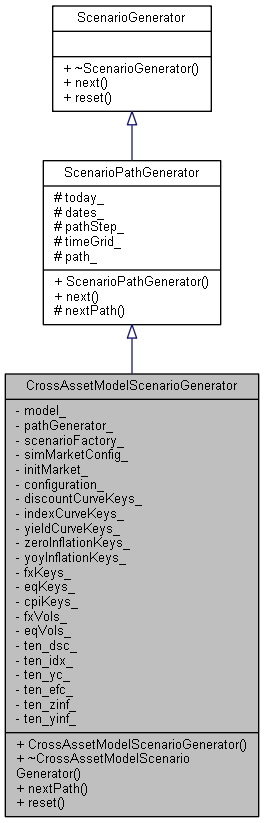 ScenarioGenerator
+ ~ScenarioGenerator()
+ next()
+ reset()
ScenarioPathGenerator
# today_
# dates_
# pathStep_
# timeGrid_
# path_
+ ScenarioPathGenerator()
+ next()
# nextPath()
CrossAssetModelScenarioGenerator
- model_
- pathGenerator_
- scenarioFactory_
- simMarketConfig_
- initMarket_
- configuration_
- discountCurveKeys_
- indexCurveKeys_
- yieldCurveKeys_
- zeroInflationKeys_
- yoyInflationKeys_
- fxKeys_
- eqKeys_
- cpiKeys_
- fxVols_
- eqVols_
- ten_dsc_
- ten_idx_
- ten_yc_
- ten_efc_
- ten_zinf_
- ten_yinf_
+ CrossAssetModelScenarioGenerator()
+ ~CrossAssetModelScenario
Generator()
+ nextPath()
+ reset()